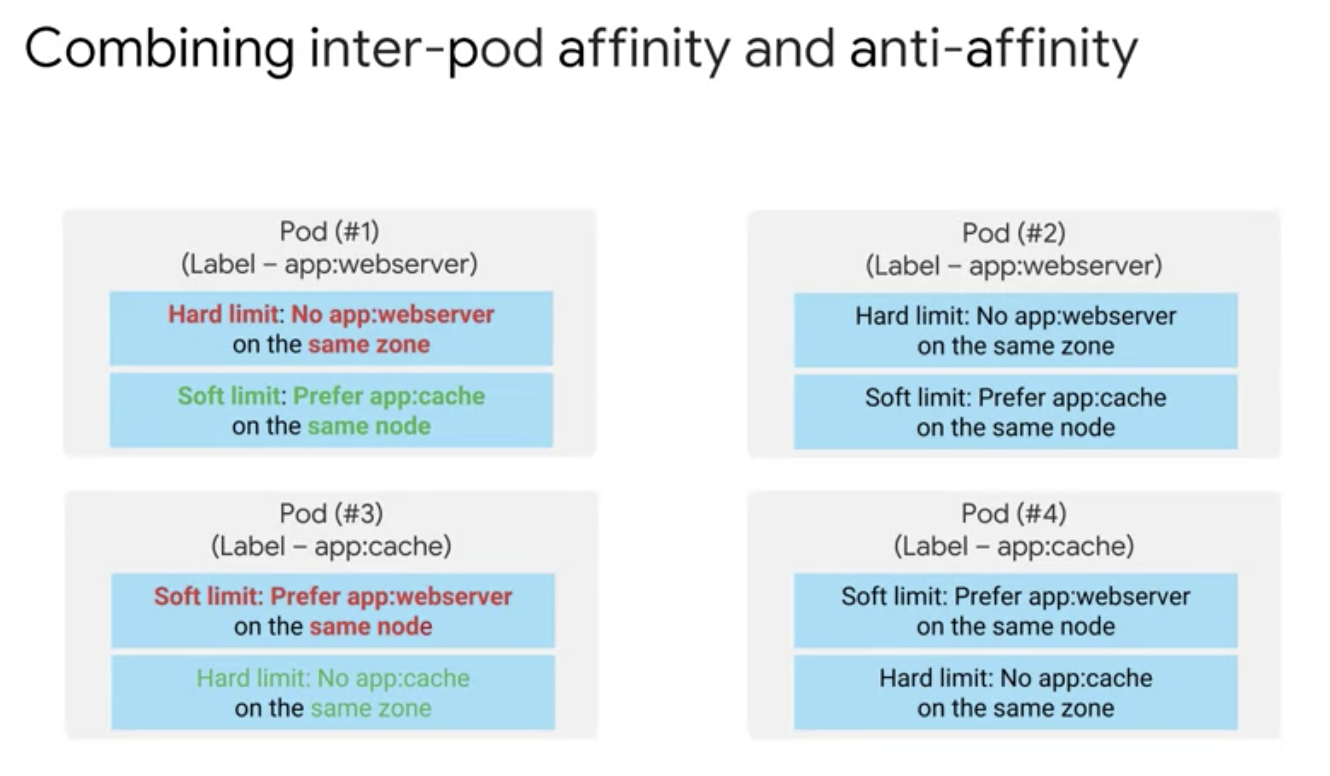 Combining inter-pod affinity and anti-affinity
Pod (#1)
(Label – app:webserver)
Hard limit: No app:webserver
on the same zone
Soft limit: Prefer app:cache
on the same node
Pod (#2)
(Label – app:webserver)
Hard limit: No app:webserver
on the same zone
Soft limit: Prefer app:cache
on the same node
Pod (#3)
(Label – app:cache)
Soft limit: Prefer app:webserver
on the same node
Hard limit: No app:cache
on the same zone
Pod (#4)
(Label – app:cache)
Soft limit: Prefer app:webserver
on the same node
Hard limit: No app:cache
on the same zone